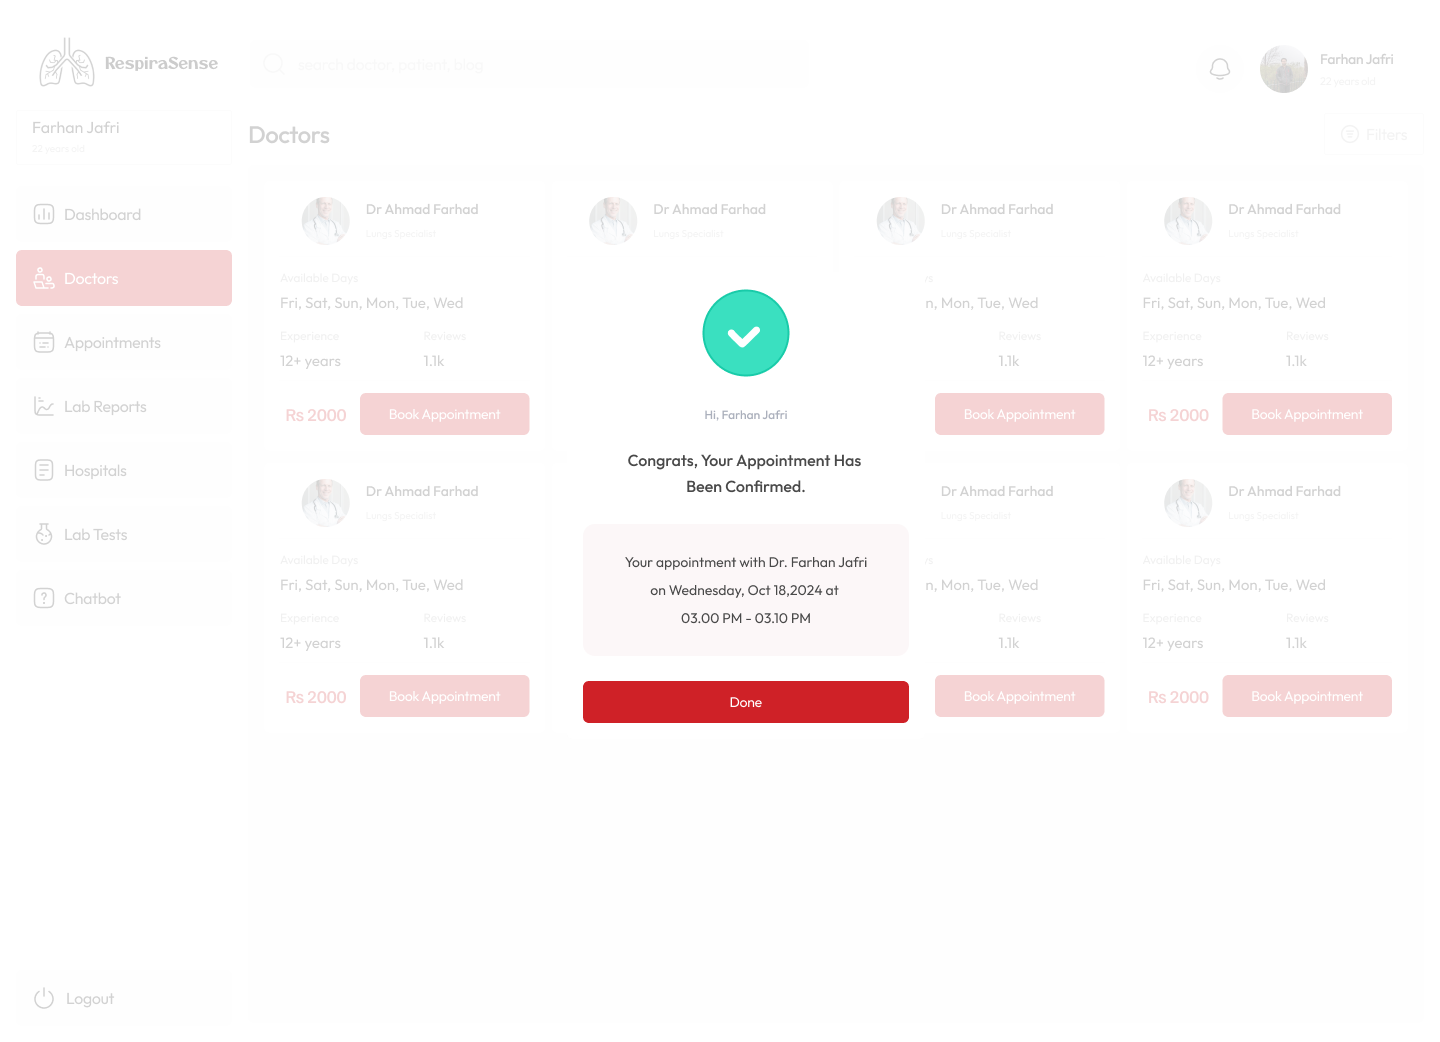 RespiraSense
search doctor, patient, blog
Farhan Jafri
22 years old
Farhan Jafri
22 years old
Doctors
Filters
Dashboard
Doctors
Appointments
Lab Reports
Hospitals
Lab Tests
Chatbot
Logout
Dr Ahmad Farhad
Lungs Specialist
Available Days
Fri, Sat, Sun, Mon, Tue, Wed
Experience
Reviews
12+ years
1.1k
Rs 2000
Book Appointment
Dr Ahmad Farhad
Lungs Specialist
Dr Ahmad Farhad
Lungs Specialist
Mon, Tue, Wed
Reviews
1.1k
Book Appointment
Dr Ahmad Farhad
Lungs Specialist
Available Days
Fri, Sat, Sun, Mon, Tue, Wed
Experience
Reviews
12+ years
1.1k
Rs 2000
Book Appointment
Dr Ahmad Farhad
Lungs Specialist
Available Days
Fri, Sat, Sun, Mon, Tue, Wed
Experience
Reviews
12+ years
1.1k
Rs 2000
Book Appointment
Dr Ahmad Farhad
Lungs Specialist
Mon, Tue, Wed
Reviews
1.1k
Book Appointment
Dr Ahmad Farhad
Lungs Specialist
Available Days
Fri, Sat, Sun, Mon, Tue, Wed
Experience
Reviews
12+ years
1.1k
Rs 2000
Book Appointment
Hi, Farhan Jafri
Congrats, Your Appointment Has
Been Confirmed.
Your appointment with Dr. Farhan Jafri
on Wednesday, Oct 18,2024 at
03.00 PM - 03.10 PM
Done